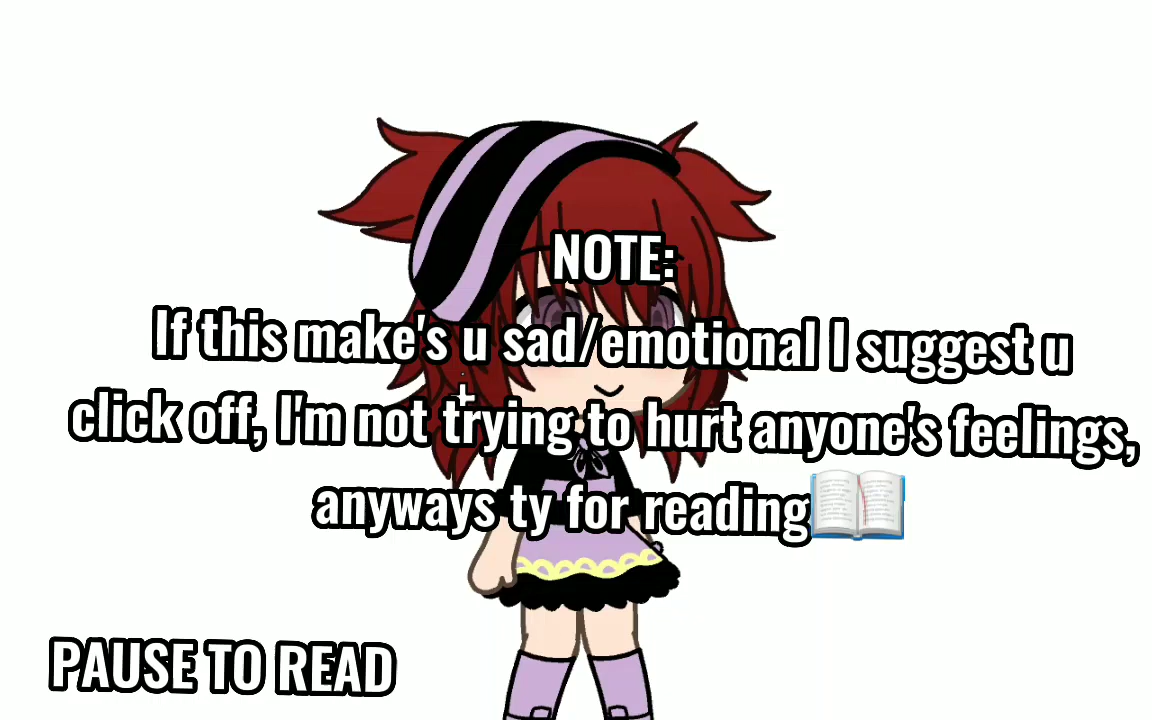 NOTE:
If this make's u sad/emotional I suggest u
click off, I'm not trying to hurt anyone's feelings,
anyways ty for reading📖
PAUSE TO READ